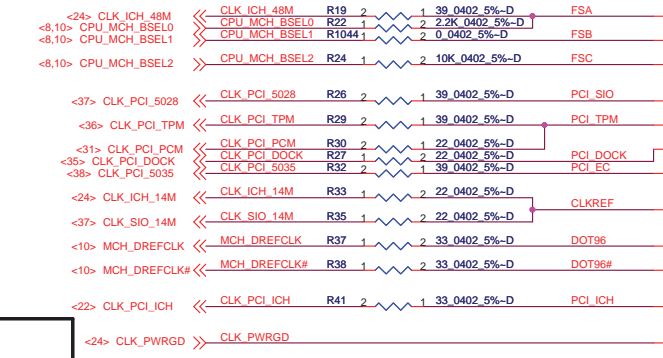 <24> CLK_ICH_48M CLK_ICH_48M R19 2 1 39_0402_5%~D FSA
<8,10> CPU_MCH_BSEL0 CPU_MCH_BSEL0 R22 1 2 2.2K_0402_5%~D
<8,10> CPU_MCH_BSEL1 CPU_MCH_BSEL1 R1044 1 2 0_0402_5%~D FSB
<8,10> CPU_MCH_BSEL2 CPU_MCH_BSEL2 R24 1 2 10K_0402_5%~D FSC
<37> CLK_PCI_5028 CLK_PCI_5028 R26 2 1 39_0402_5%~D PCI_SIO
<36> CLK_PCI_TPM CLK_PCI_TPM R29 2 1 39_0402_5%~D PCI_TPM
<31> CLK_PCI_PCM CLK_PCI_PCM R30 2 1 22_0402_5%~D
<35> CLK_PCI_DOCK CLK_PCI_DOCK R27 1 2 22_0402_5%~D PCI_DOCK
<38> CLK_PCI_5035 CLK_PCI_5035 R32 2 1 39_0402_5%~D PCI_EC
<24> CLK_ICH_14M CLK_ICH_14M R33 1 2 22_0402_5%~D CLKREF
<37> CLK_SIO_14M CLK_SIO_14M R35 1 2 22_0402_5%~D
<10> MCH_DREFCLK MCH_DREFCLK R37 1 2 33_0402_5%~D DOT96
<10> MCH_DREFCLK# MCH_DREFCLK# R38 1 2 33_0402_5%~D DOT96#
<22> CLK_PCI_ICH CLK_PCI_ICH R41 2 1 33_0402_5%~D PCI_ICH
<24> CLK_PWRGD CLK_PWRGD